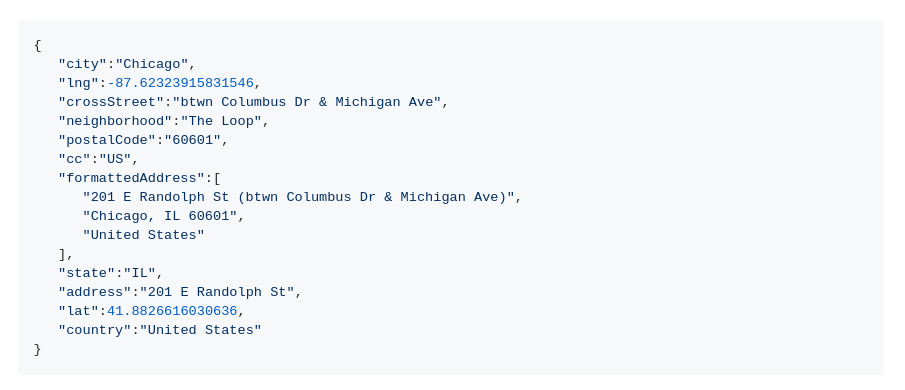 {
"city":"Chicago",
"lng":-87.62323915831546,
"crossStreet":"btwn Columbus Dr & Michigan Ave",
"neighborhood":"The Loop",
"postalCode":"60601",
"cc":"US",
"formattedAddress":[
"201 E Randolph St (btwn Columbus Dr & Michigan Ave)",
"Chicago, IL 60601",
"United States"
],
"state":"IL",
"address":"201 E Randolph St",
"lat":41.8826616030636,
"country":"United States"
}